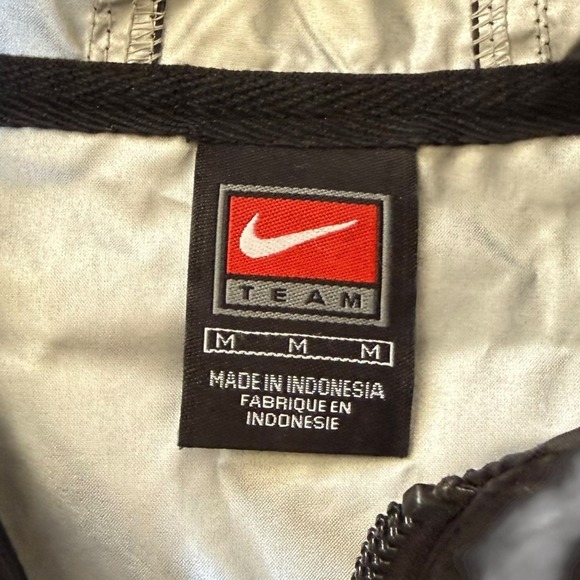 TEAM
M M M
MADE IN INDONESIA
FABRIQUE EN
INDONESIE